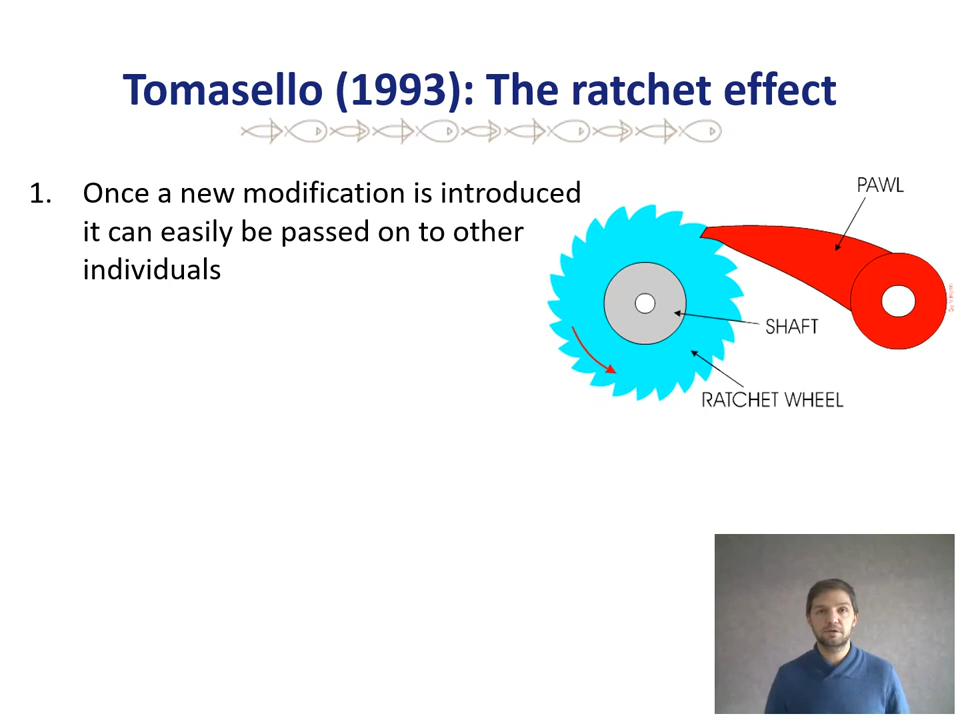 Tomasello (1993): The ratchet effect
1. Once a new modification is introduced
it can easily be passed on to other
individuals
PAWL
SHAFT
RATCHET WHEEL